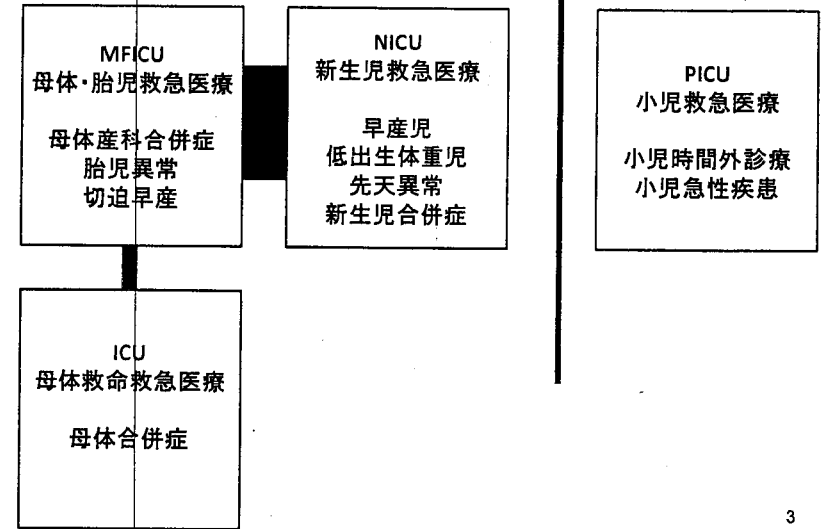 MFICU
母体・胎児救急医療
母体産科合併症
胎児異常
切迫早産
NICU
新生児救急医療
早産児
低出生体重児
先天異常
新生児合併症
PICU
小児救急医療
小児時間外診療
小児急性疾患
ICU
母体救命救急医療
母体合併症
3